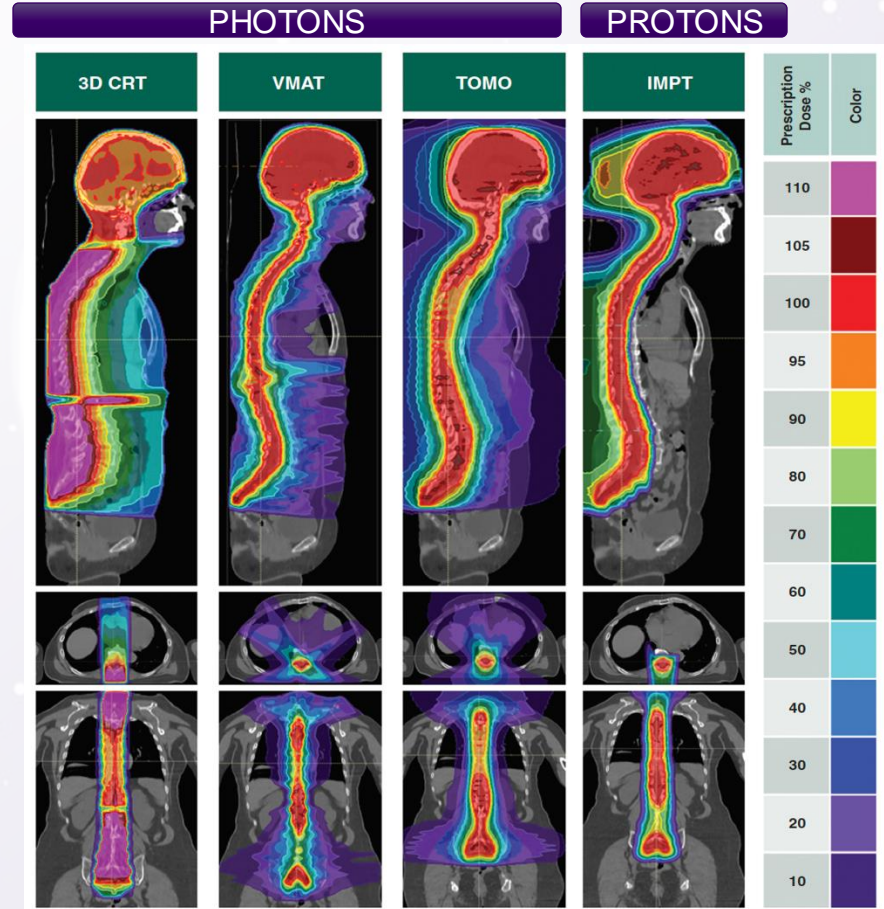 PHOTONS
PROTONS
3D CRT
VMAT
TOMO
IMPT
Prescription
Dose %
Color
110
105
100
95
90
80
70
60
50
40
30
20
10